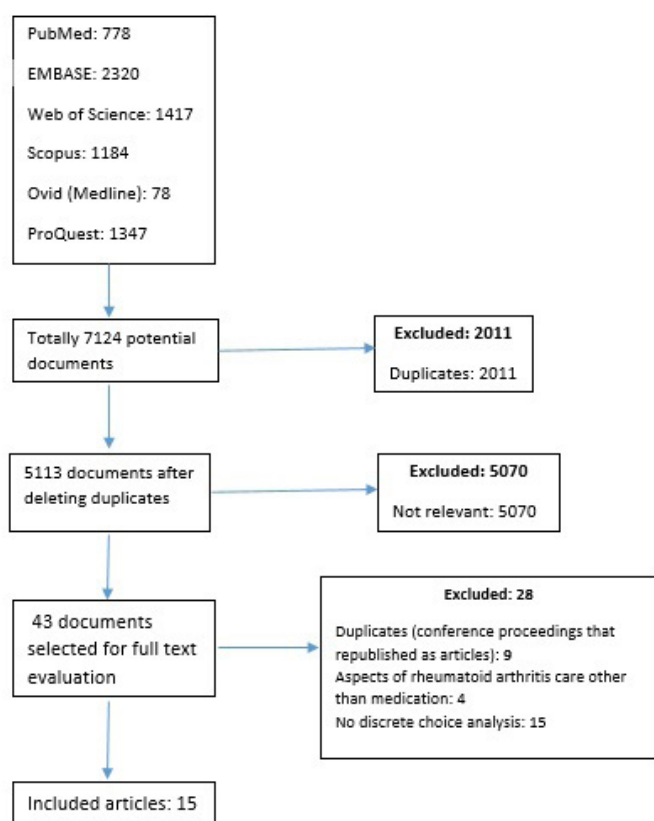 PubMed: 778
EMBASE: 2320
Web of Science: 1417
Scopus: 1184
Ovid (Medline): 78
ProQuest: 1347
Totally 7124 potential
documents
Excluded: 2011
Duplicates: 2011
5113 documents after
deleting duplicates
Excluded: 5070
Not relevant: 5070
43 documents
selected for full text
evaluation
Excluded: 28
Duplicates (conference proceedings that
republished as articles): 9
Aspects of rheumatoid arthritis care other
than medication: 4
No discrete choice analysis: 15
Included articles: 15